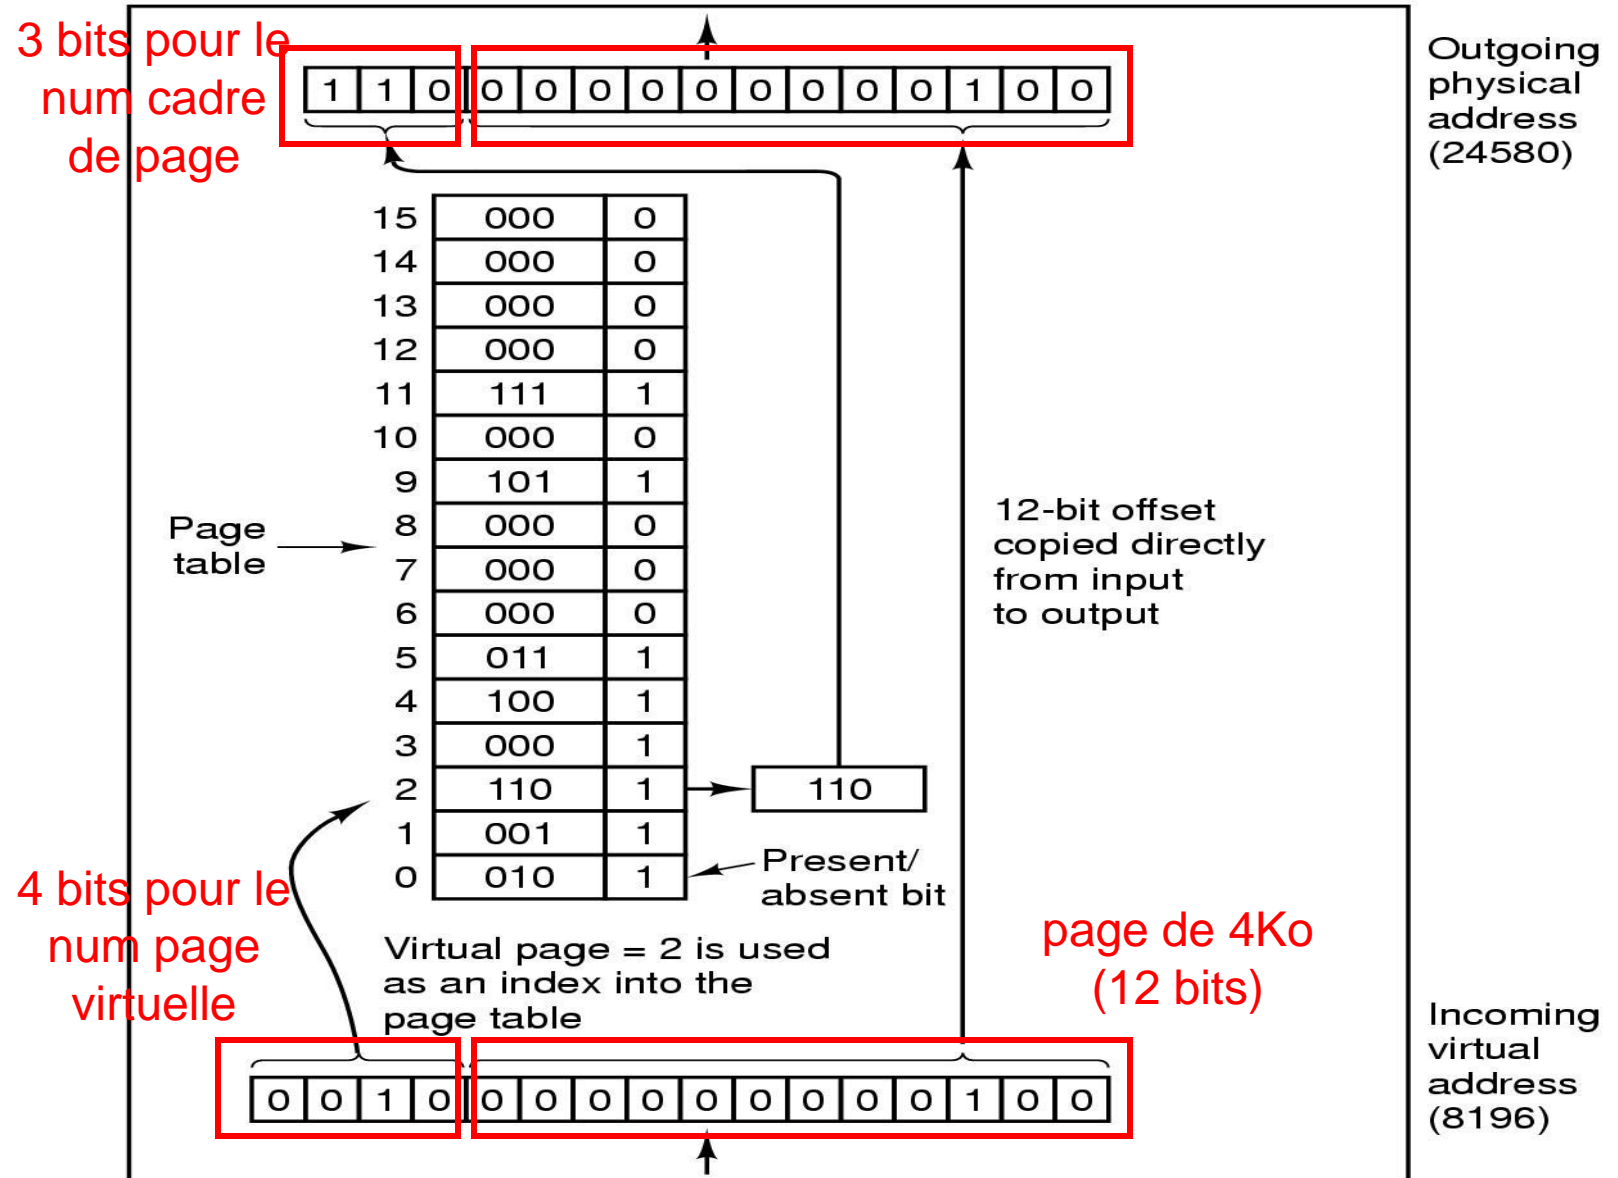 3 bits pour le
num cadre
de page
1 1 0 0 0 0 0 0 0 0 0 0 1 0 0
Outgoing
physical
address
(24580)
15 000 0
14 000 0
13 000 0
12 000 0
11 111 1
10 000 0
9 101 1
8 000 0
7 000 0
6 000 0
5 011 1
4 100 1
3 000 1
2 110 1
1 001 1
0 010 1
Page
table
110
12-bit offset
copied directly
from input
to output
Present/
absent bit
4 bits pour le
num page
virtuelle
Virtual page = 2 is used
as an index into the
page table
page de 4Ko
(12 bits)
0 0 1 0 0 0 0 0 0 0 0 0 0 1 0 0
Incoming
virtual
address
(8196)